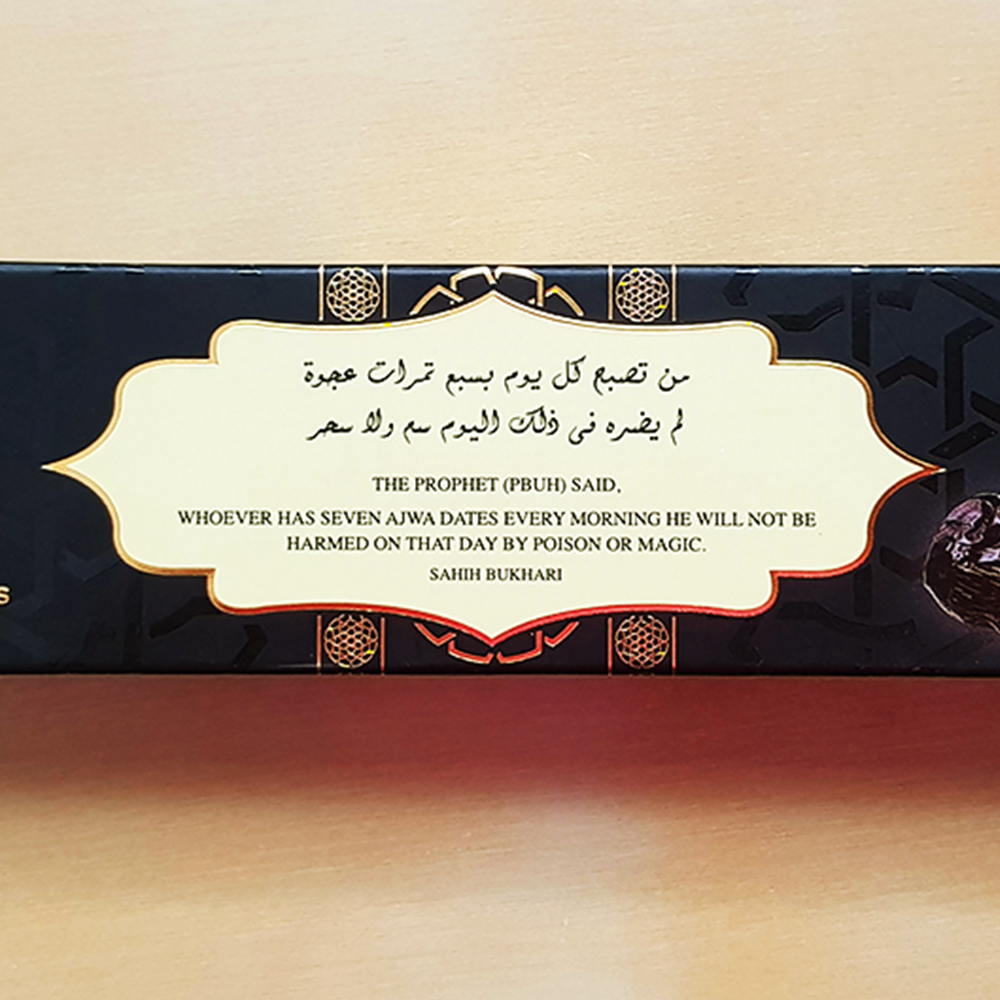 من تصبح كل يوم بسبع تمرات عجوة
لم يضره في ذلك اليوم سم ولا سحر
THE PROPHET (PBUH) SAID,
WHOEVER HAS SEVEN AJWA DATES EVERY MORNING HE WILL NOT BE
HARMED ON THAT DAY BY POISON OR MAGIC.
SAHIH BUKHARI
S